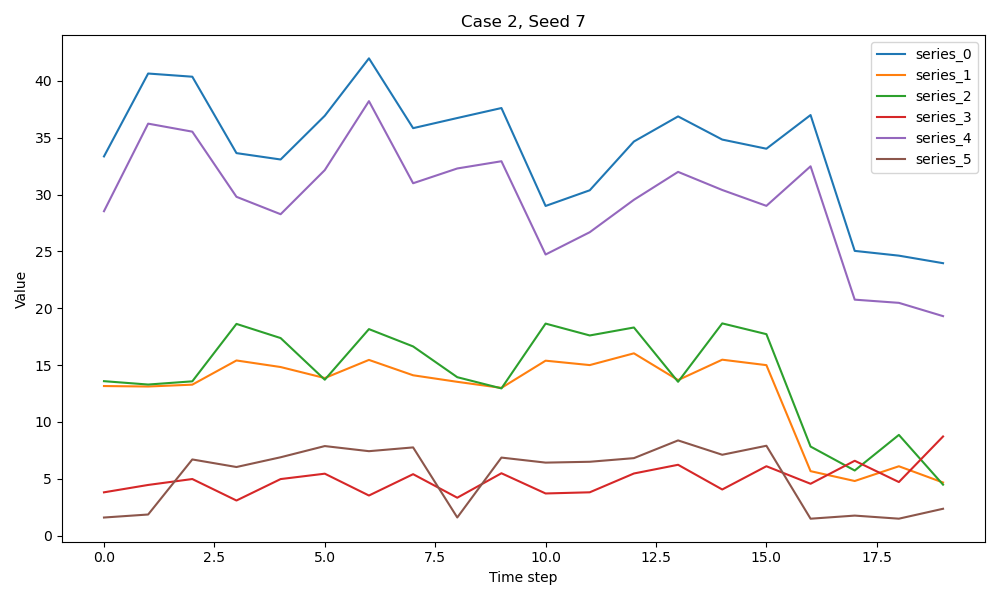 Case 2, Seed 7
series_0
series_1
series_2
series_3
series_4
series_5
Value
40
35
30
25
20
15
10
5
0
0.0 2.5 5.0 7.5 10.0 12.5 15.0 17.5
Time step